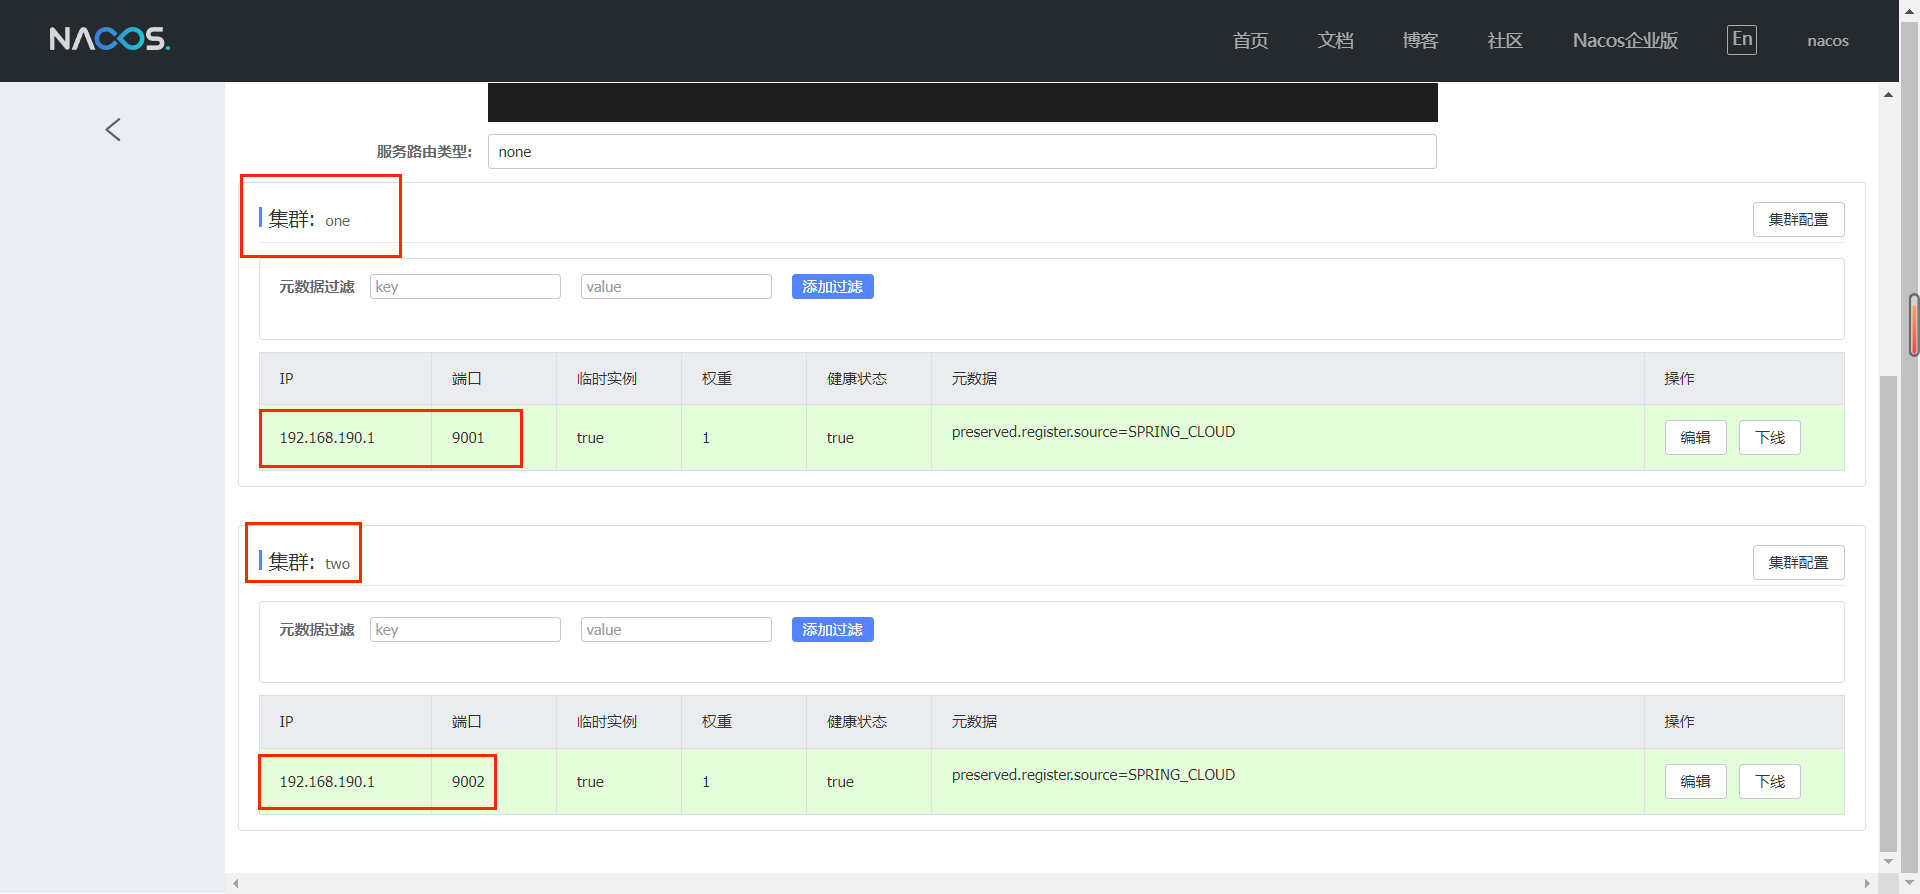 NACOS. 首页 文档 博客 社区 Nacos企业版 En nacos
服务路由类型: none
集群: one 集群配置
元数据过滤 key value 添加过滤
IP 端口 临时实例 权重 健康状态 元数据 操作
192.168.190.1 9001 true 1 true preserved.register.source=SPRING_CLOUD 编辑 下线
集群: two 集群配置
元数据过滤 key value 添加过滤
IP 端口 临时实例 权重 健康状态 元数据 操作
192.168.190.1 9002 true 1 true preserved.register.source=SPRING_CLOUD 编辑 下线